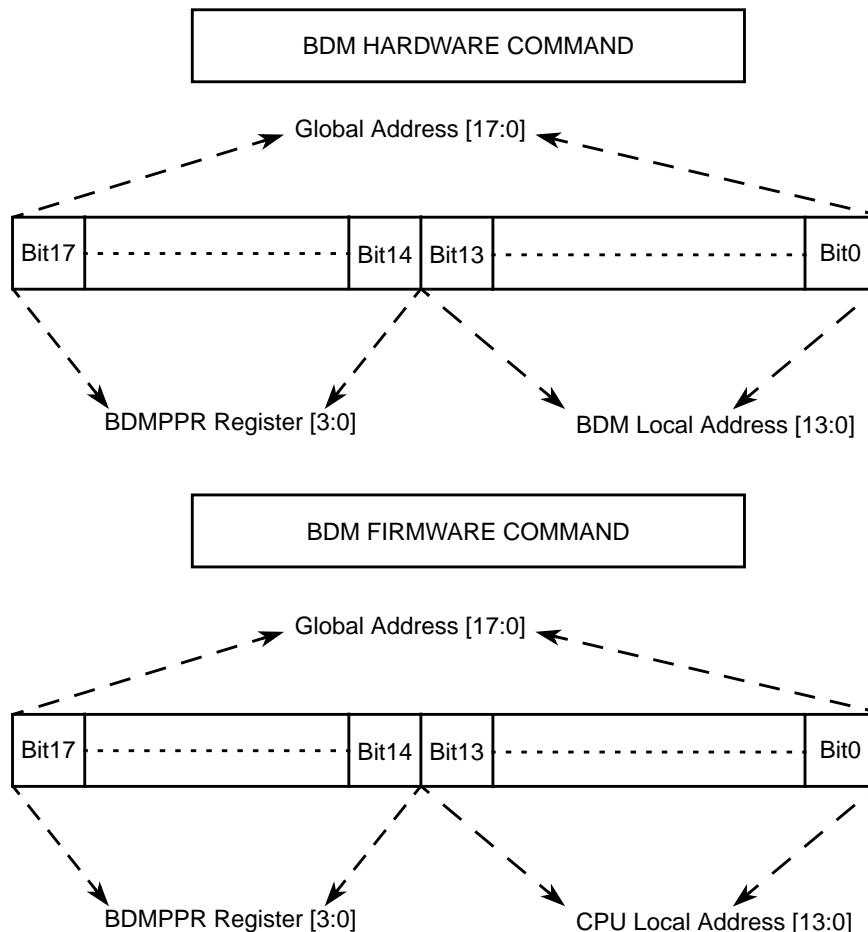 BDM HARDWARE COMMAND
Global Address [17:0]
Bit17 Bit14 Bit13 Bit0
BDMPPR Register [3:0] BDM Local Address [13:0]
BDM FIRMWARE COMMAND
Global Address [17:0]
Bit17 Bit14 Bit13 Bit0
BDMPPR Register [3:0] CPU Local Address [13:0]